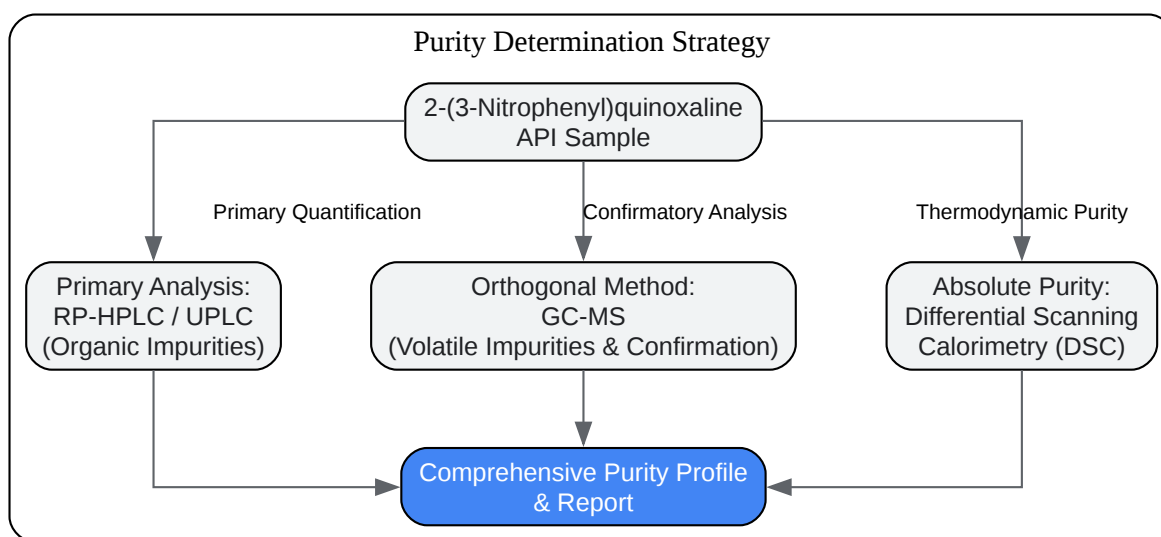 Purity Determination Strategy
2-(3-Nitrophenyl)quinoxaline
API Sample
Primary Quantification
Confirmatory Analysis
Thermodynamic Purity
Primary Analysis:
RP-HPLC / UPLC
(Organic Impurities)
Orthogonal Method:
GC-MS
(Volatile Impurities & Confirmation)
Absolute Purity:
Differential Scanning
Calorimetry (DSC)
Comprehensive Purity Profile
& Report